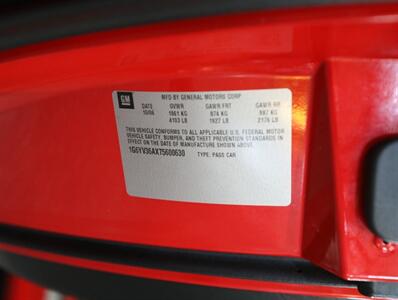 GM
MFD BY GENERAL MOTORS CORP
DATE GVWR GAWR FRT GAWR RR
10/06 1861 KG 874 KG 987 KG
4103 LB 1927 LB 2176 LB
THIS VEHICLE CONFORMS TO ALL APPLICABLE U.S. FEDERAL MOTOR
VEHICLE SAFETY, BUMPER, AND THEFT PREVENTION STANDARDS IN
EFFECT ON THE DATE OF MANUFACTURE SHOWN ABOVE.
1G6YV36AX75600630 TYPE: PASS CAR